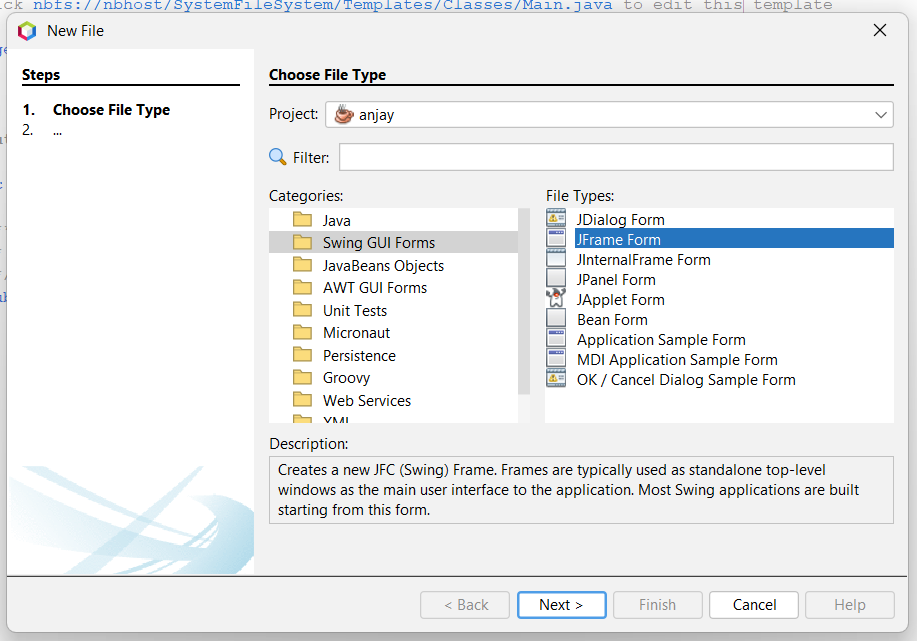 ck nbfs://nbhost/SystemFileSystem/Templates/Classes/Main.java to edit this template
New File
Steps
1. Choose File Type
2. ...
Choose File Type
Project: anjay
Filter:
Categories:
Java
Swing GUI Forms
JavaBeans Objects
AWT GUI Forms
Unit Tests
Micronaut
Persistence
Groovy
Web Services
XML
File Types:
JDialog Form
JFrame Form
JInternalFrame Form
JPanel Form
JApplet Form
Bean Form
Application Sample Form
MDI Application Sample Form
OK / Cancel Dialog Sample Form
Description:
Creates a new JFC (Swing) Frame. Frames are typically used as standalone top-level
windows as the main user interface to the application. Most Swing applications are built
starting from this form.
< Back
Next >
Finish
Cancel
Help